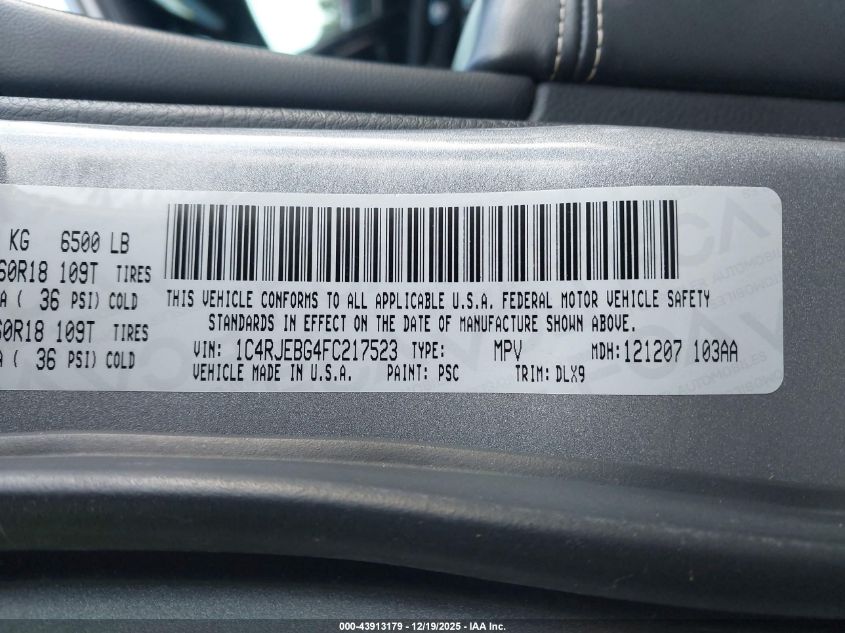 KG 6500 LB
60R18 109T TIRES
A ( 36 PSI) COLD
60R18 109T TIRES
A ( 36 PSI) COLD
THIS VEHICLE CONFORMS TO ALL APPLICABLE U.S.A. FEDERAL MOTOR VEHICLE SAFETY
STANDARDS IN EFFECT ON THE DATE OF MANUFACTURE SHOWN ABOVE.
VIN: 1C4RJEBG4FC217523 TYPE: MPV MDH: 121207 103AA
VEHICLE MADE IN U.S.A. PAINT: PSC TRIM: DLX9
000-43913179 - 12/19/2025 - IAA Inc.